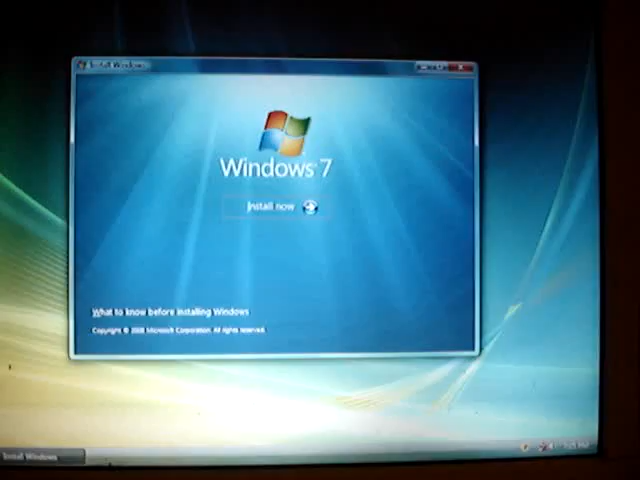 Install Windows
Windows 7
Install now
What to know before installing Windows
Copyright © 2008 Microsoft Corporation. All rights reserved.
Install Windows